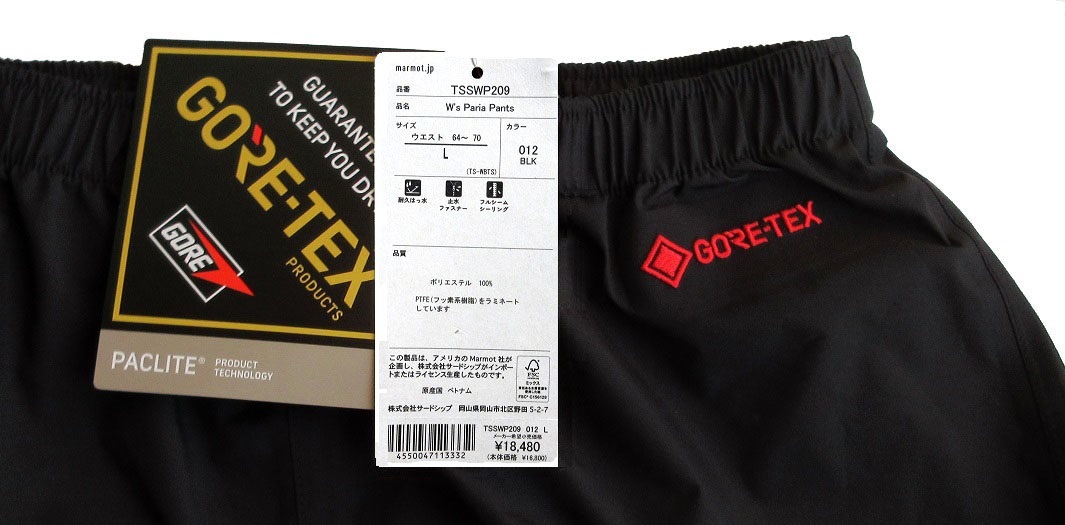 GUARANTE
TO KEEP YOU DR
GORE-TEX
PRODUCTS
GORE
PACLITE® PRODUCT
TECHNOLOGY
marmot.jp
品番 TSSWP209
品名 W's Paria Pants
サイズ カラー
ウエスト 64～ 70
L
012
BLK
(TS-WBTS)
耐久はっ水 止水
ファスナー フルシーム
シーリング
品質
ポリエステル 100%
PTFE(フッ素系樹脂)をラミネート
しています
この製品は、アメリカのMarmot 社が
企画し、株式会社サードシップがインポー
トまたはライセンス生産したものです。
原産国 ベトナム
FSC
ミックス
FSC® C156129
株式会社サードシップ 岡山県岡山市北区野田 5-2-7
TSSWP209 012 L
メーカー希望小売価格
¥18,480
(本体価格 ¥16,800)
4550047113332
GORE-TEX